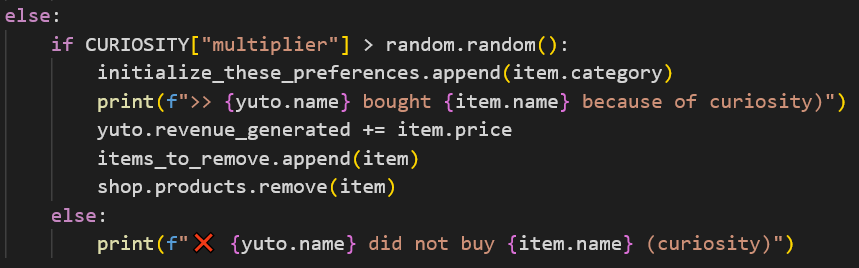 else:
    if CURIOSITY["multiplier"] > random.random():
        initialize_these_preferences.append(item.category)
        print(f">> {yuto.name} bought {item.name} because of curiosity)")
        yuto.revenue_generated += item.price
        items_to_remove.append(item)
        shop.products.remove(item)
    else:
        print(f"❌ {yuto.name} did not buy {item.name} (curiosity)")